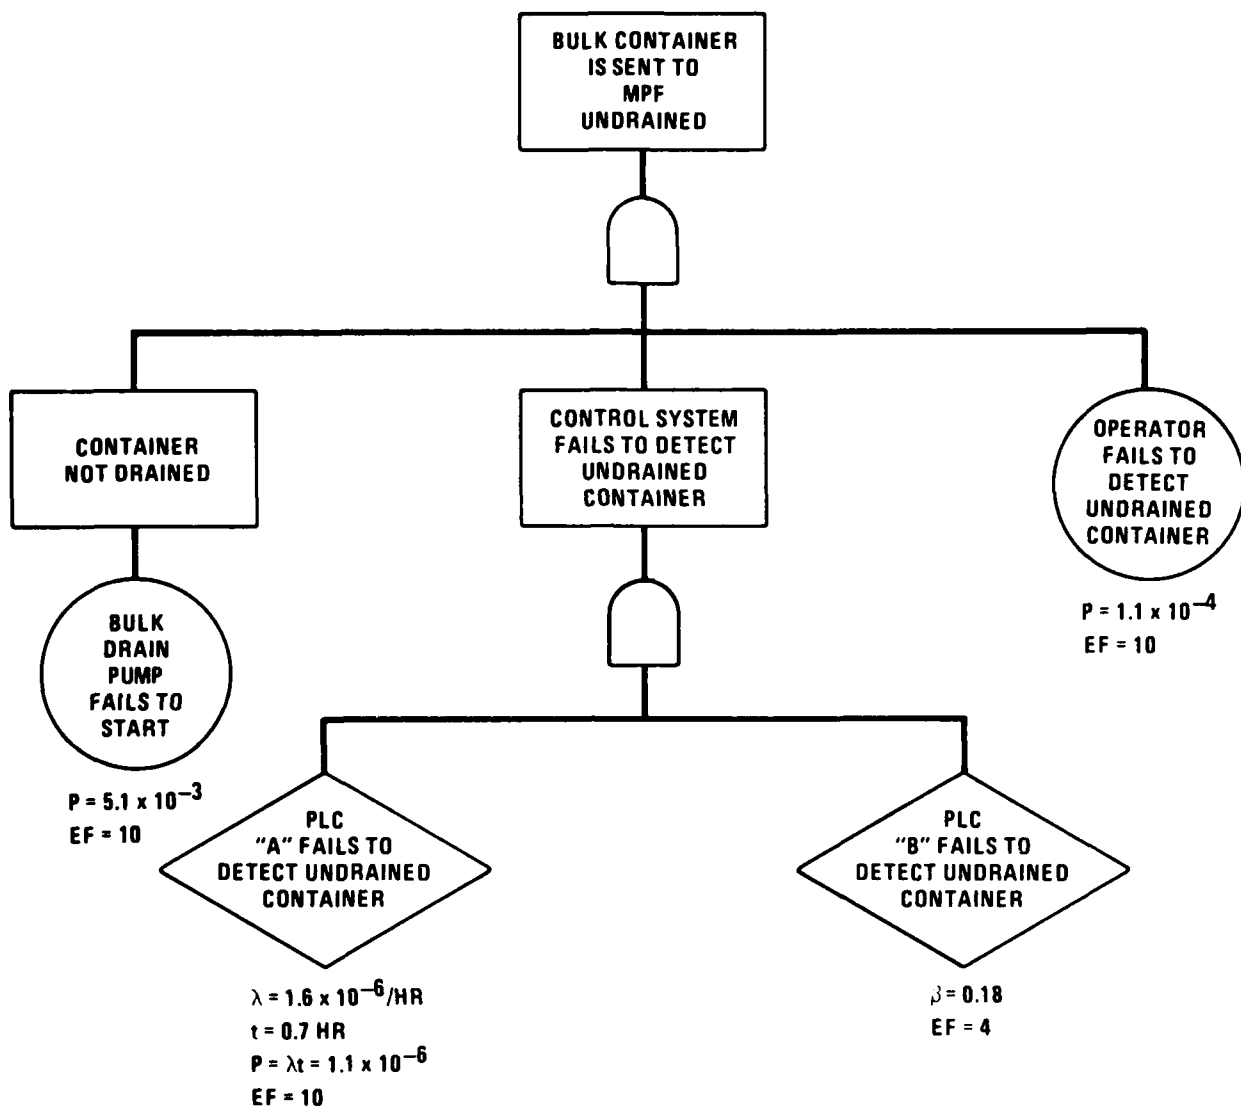 BULK CONTAINER
IS SENT TO
MPF
UNDRAINED
CONTAINER
NOT DRAINED
CONTROL SYSTEM
FAILS TO DETECT
UNDRAINED
CONTAINER
OPERATOR
FAILS TO
DETECT
UNDRAINED
CONTAINER
P = 1.1 x 10⁻⁴
EF = 10
BULK
DRAIN
PUMP
FAILS TO
START
P = 5.1 x 10⁻³
EF = 10
PLC
"A" FAILS TO
DETECT UNDRAINED
CONTAINER
λ = 1.6 x 10⁻⁶/HR
t = 0.7 HR
P = λt = 1.1 x 10⁻⁶
EF = 10
PLC
"B" FAILS TO
DETECT UNDRAINED
CONTAINER
β = 0.18
EF = 4